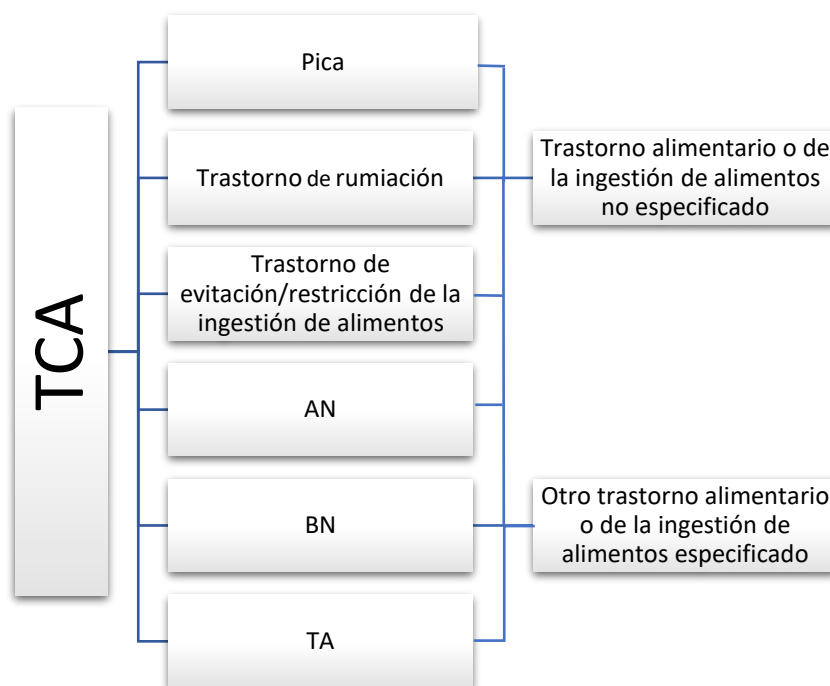 TCA
Pica
Trastorno de rumiación
Trastorno de
evitación/restricción de la
ingestión de alimentos
AN
BN
TA
Trastorno alimentario o de
la ingestión de alimentos
no especificado
Otro trastorno alimentario
o de la ingestión de
alimentos especificado